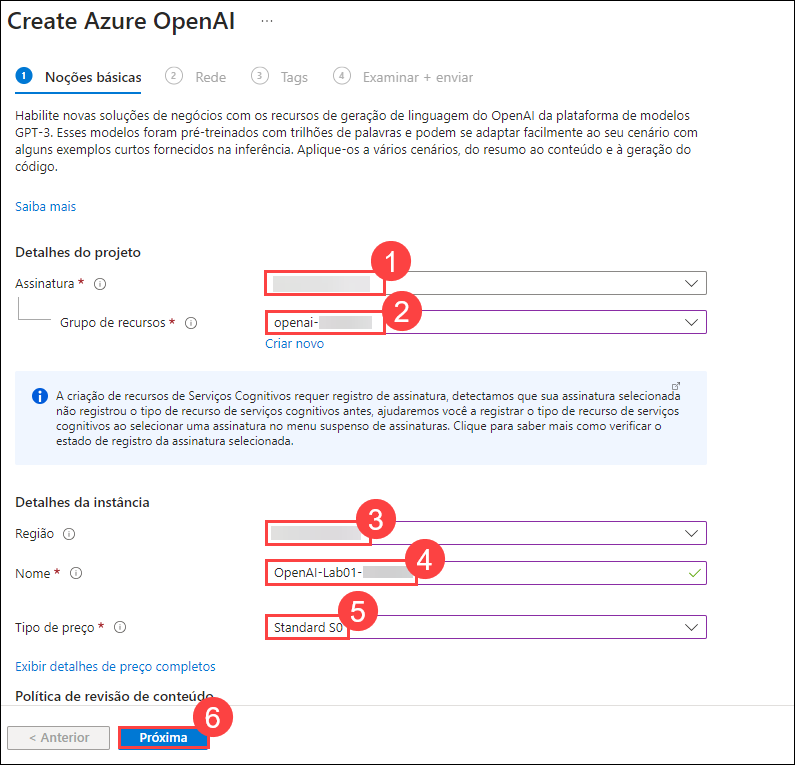 Create Azure OpenAI ...
1 Noções básicas 2 Rede 3 Tags 4 Examinar + enviar
Habilite novas soluções de negócios com os recursos de geração de linguagem do OpenAI da plataforma de modelos
GPT-3. Esses modelos foram pré-treinados com trilhões de palavras e podem se adaptar facilmente ao seu cenário com
alguns exemplos curtos fornecidos na inferência. Aplique-os a vários cenários, do resumo ao conteúdo e à geração do
código.
Saiba mais
Detalhes do projeto
1
Assinatura *
2
Grupo de recursos * openai-
Criar novo
A criação de recursos de Serviços Cognitivos requer registro de assinatura, detectamos que sua assinatura selecionada
não registrou o tipo de recurso de serviços cognitivos antes, ajudaremos você a registrar o tipo de recurso de serviços
cognitivos ao selecionar uma assinatura no menu suspenso de assinaturas. Clique para saber mais como verificar o
estado de registro da assinatura selecionada.
Detalhes da instância
3
Região
4
Nome * OpenAI-Lab01-
5
Tipo de preço * Standard S0
Exibir detalhes de preço completos
Política de revisão de conteúdo
6
< Anterior Próxima